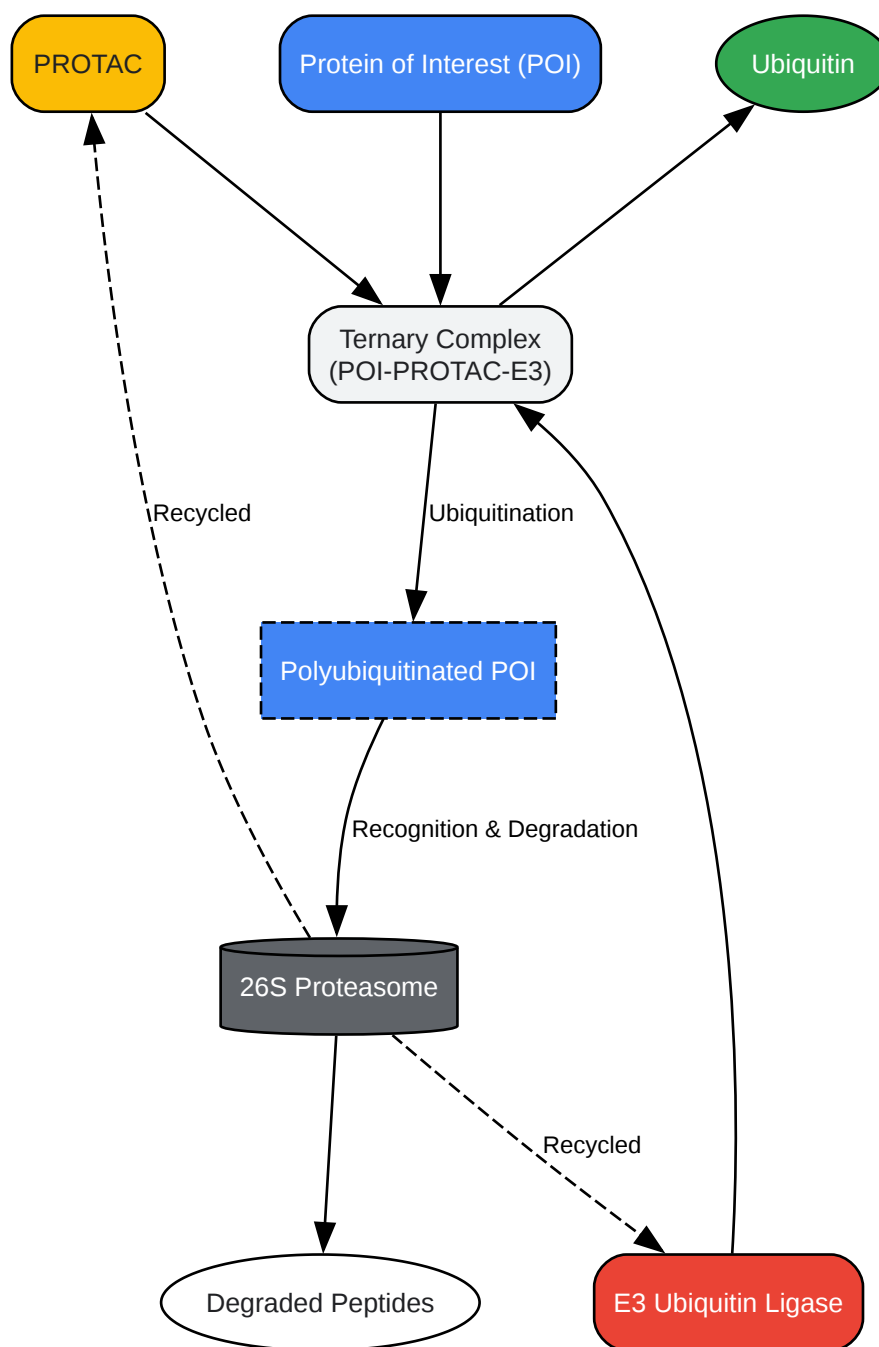 PROTAC
Protein of Interest (POI)
Ubiquitin
Ternary Complex
(POI-PROTAC-E3)
Recycled
Ubiquitination
Polyubiquitinated POI
Recognition & Degradation
26S Proteasome
Recycled
Degraded Peptides
E3 Ubiquitin Ligase